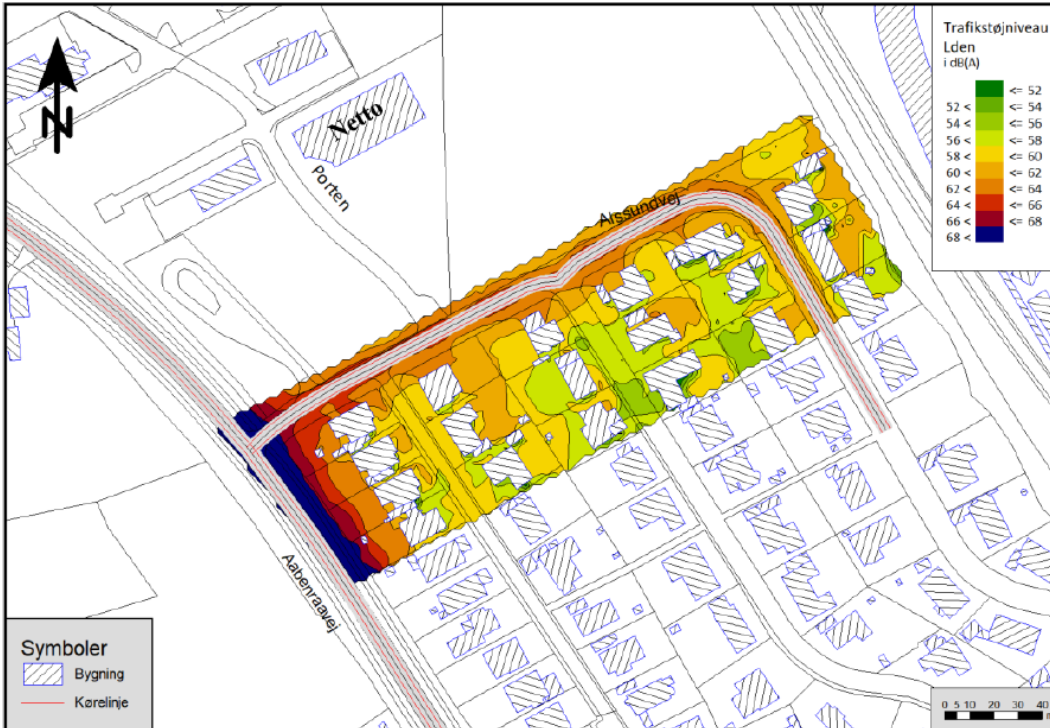 Trafikstøjniveau
Lden
i dB(A)
<= 52
52 < <= 54
54 < <= 56
56 < <= 58
58 < <= 60
60 < <= 62
62 < <= 64
64 < <= 66
66 < <= 68
68 <
N
Netto
Porten
Alssundvej
Aabenraavej
Symboler
Bygning
Kørelinje
0 5 10 20 30 40